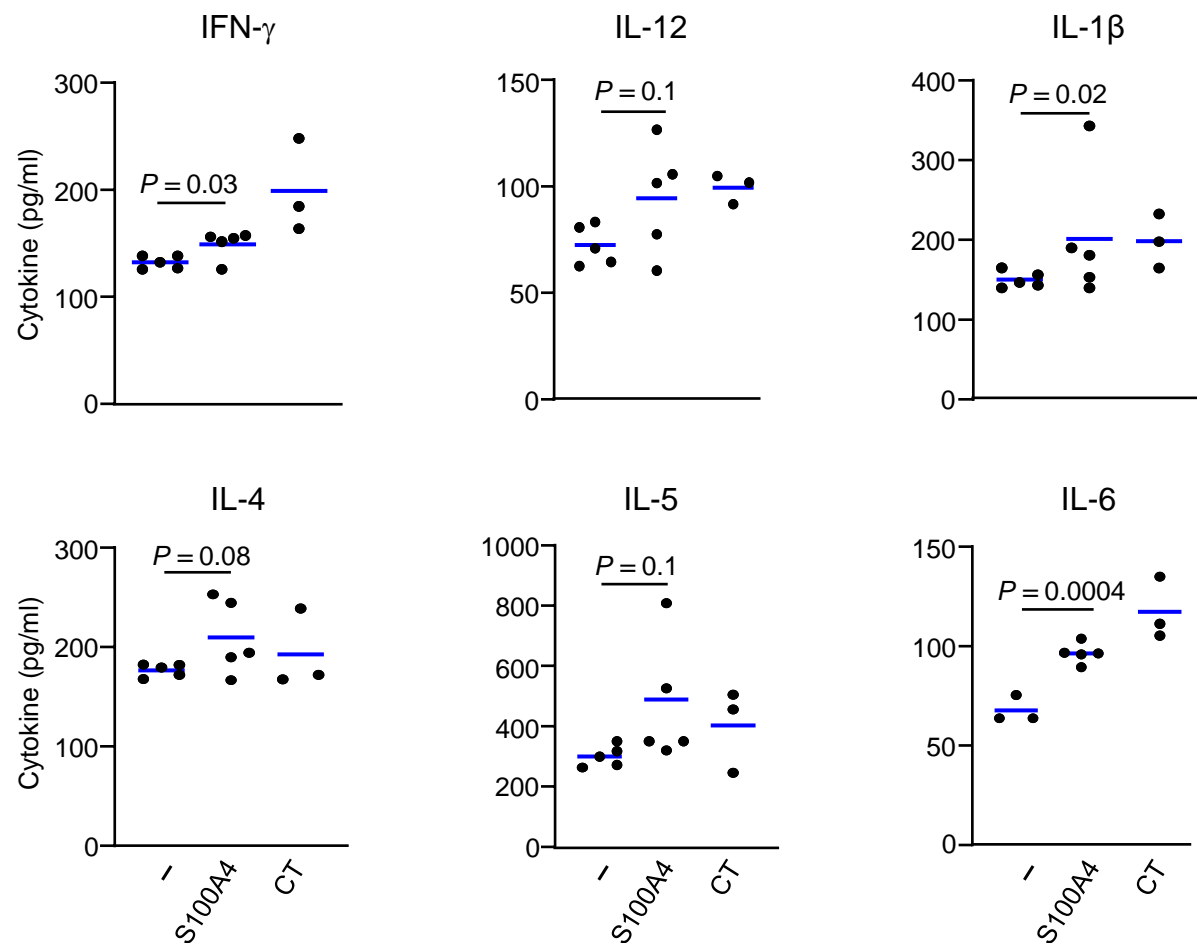 IFN-γ
IL-12
IL-1β
Cytokine (pg/ml)
300
200
100
0
P = 0.03
150
100
50
0
P = 0.1
400
300
200
100
0
P = 0.02
IL-4
IL-5
IL-6
Cytokine (pg/ml)
300
200
100
0
P = 0.08
– S100A4 CT
1000
800
600
400
200
0
P = 0.1
– S100A4 CT
150
100
50
0
P = 0.0004
– S100A4 CT